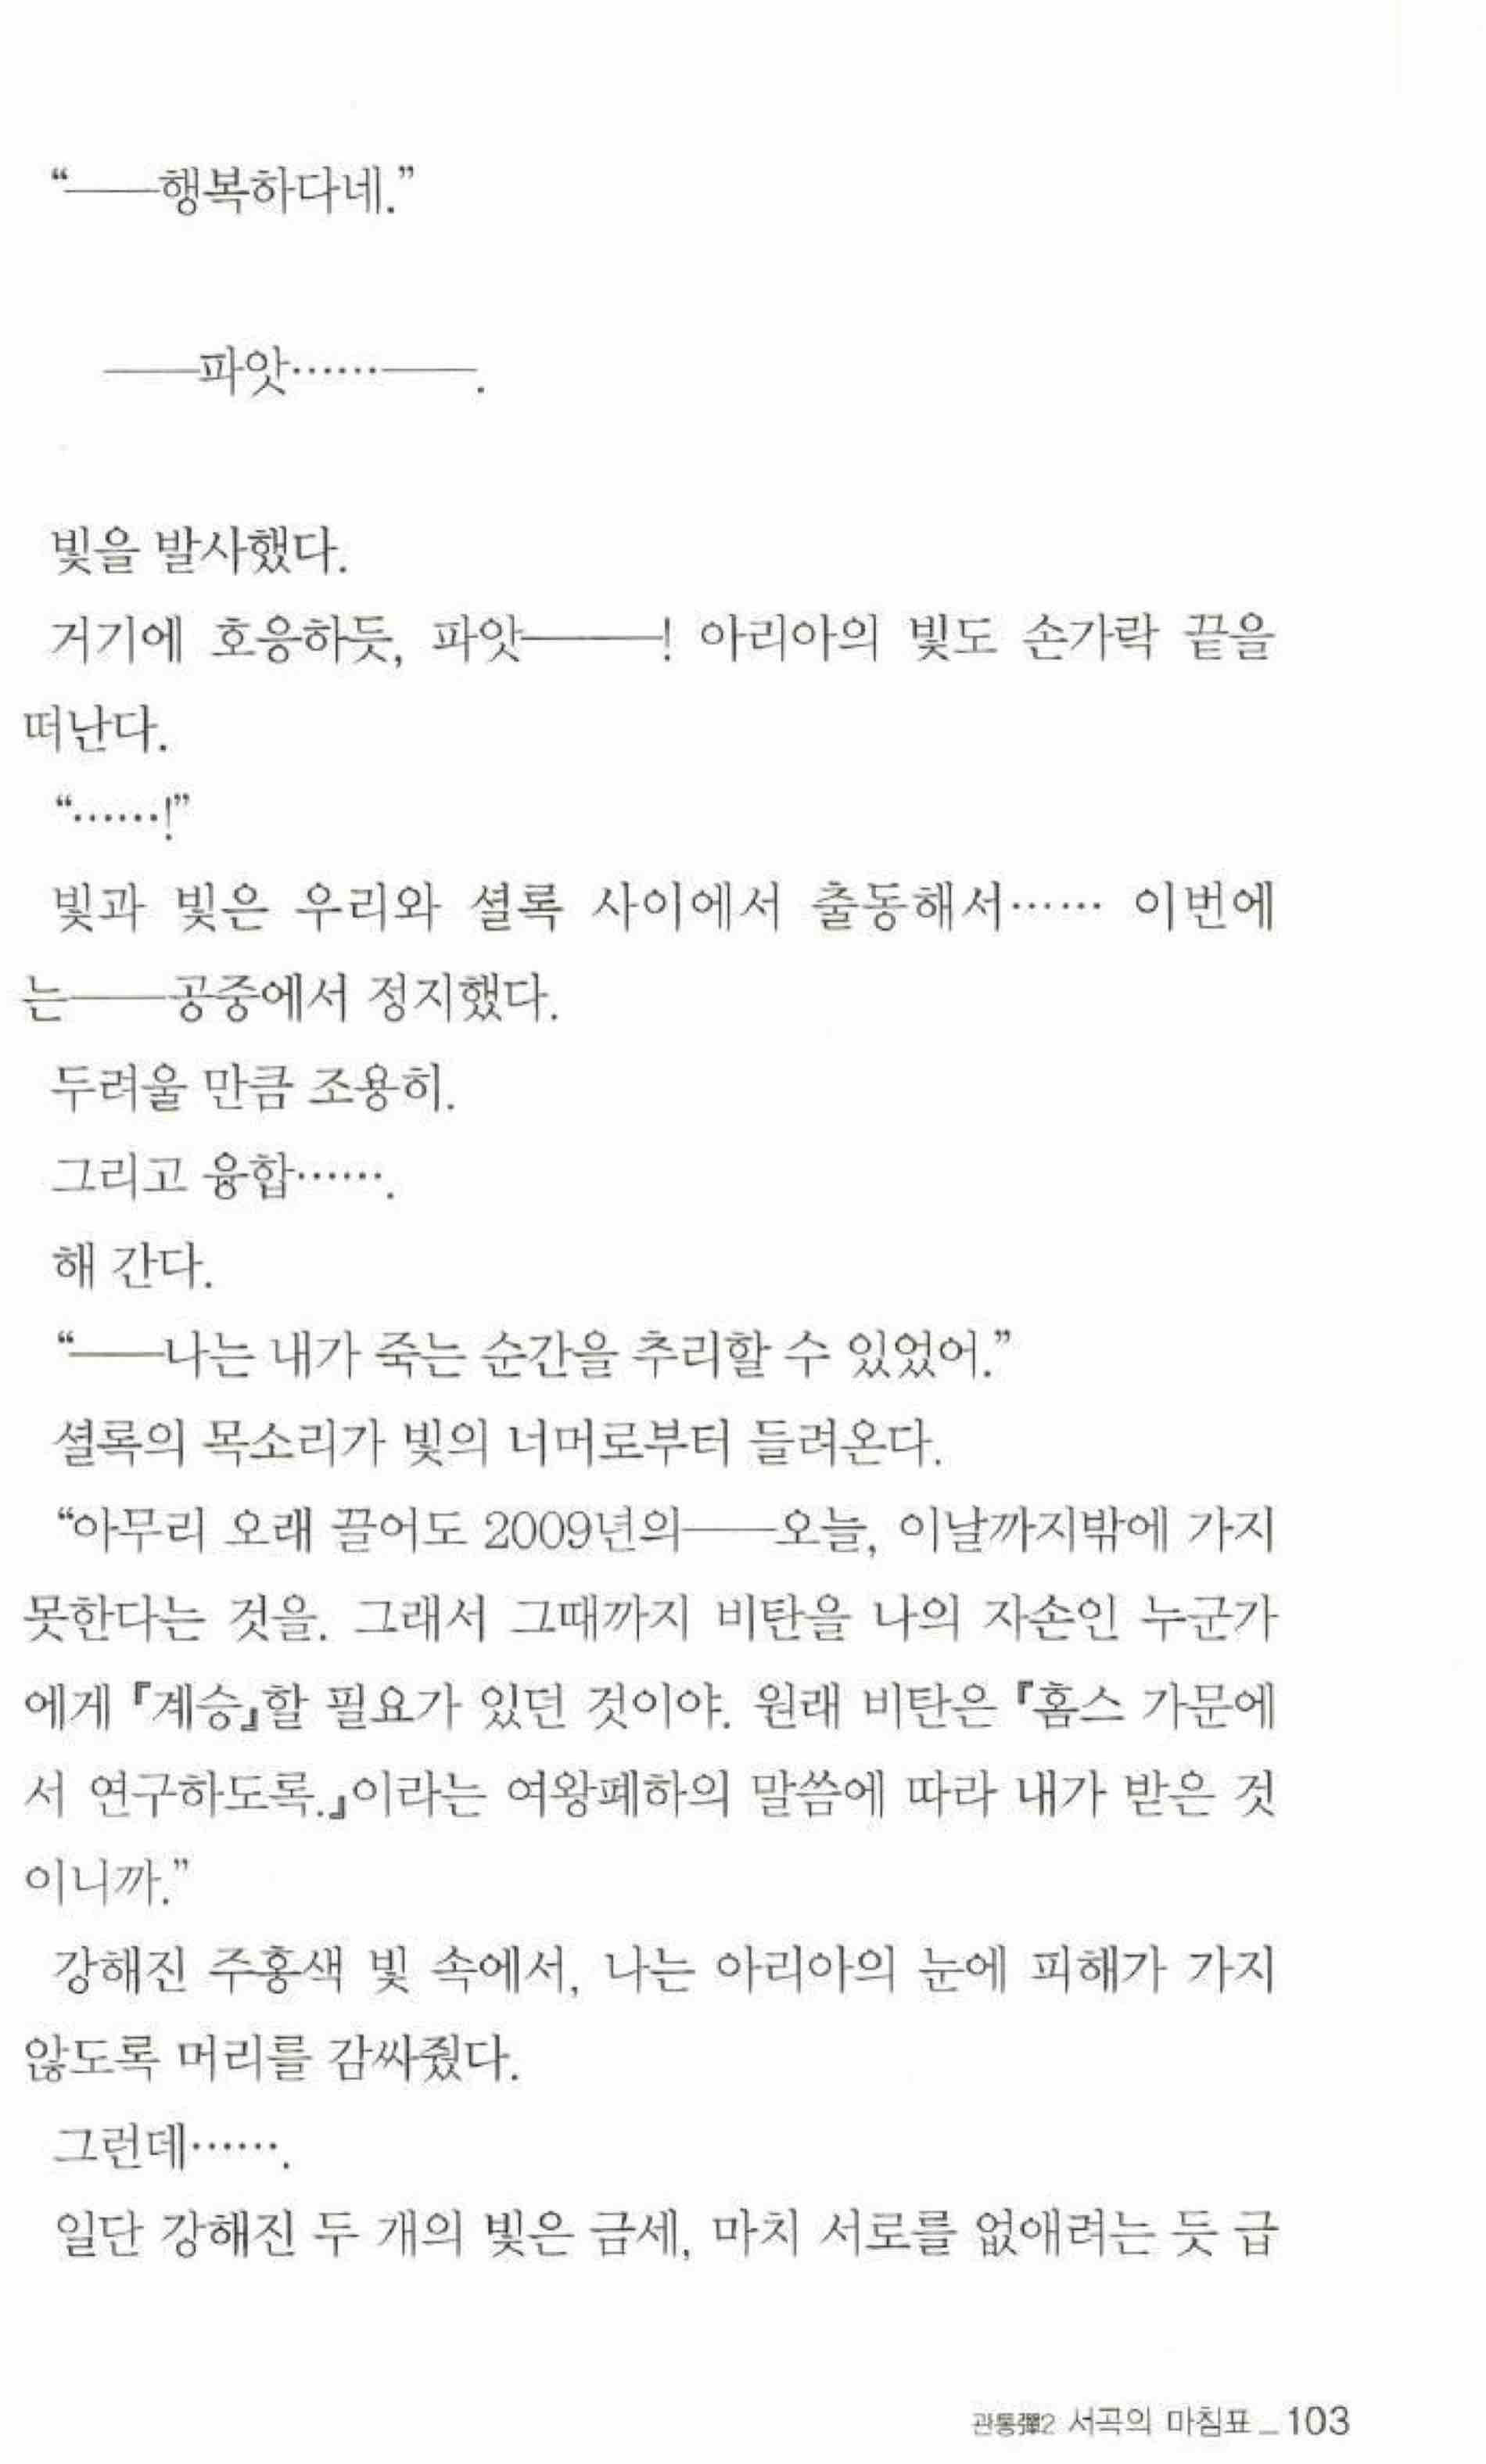 “──행복하다네.”
──파앗……──.
빛을 발사했다.
거기에 호응하듯, 파앗───! 아리아의 빛도 손가락 끝을
떠난다.
“……!”
빛과 빛은 우리와 셜록 사이에서 출동해서…… 이번에
는──공중에서 정지했다.
두려울 만큼 조용히.
그리고 융합…….
해 간다.
“──나는 내가 죽는 순간을 추리할 수 있었어.”
셜록의 목소리가 빛의 너머로부터 들려온다.
“아무리 오래 끌어도 2009년의──오늘, 이날까지밖에 가지
못한다는 것을. 그래서 그때까지 비탄을 나의 자손인 누군가
에게 『계승』할 필요가 있던 것이야. 원래 비탄은 『홈스 가문에
서 연구하도록.』이라는 여왕폐하의 말씀에 따라 내가 받은 것
이니까.”
강해진 주홍색 빛 속에서, 나는 아리아의 눈에 피해가 가지
않도록 머리를 감싸줬다.
그런데…….
일단 강해진 두 개의 빛은 금세, 마치 서로를 없애려는 듯 급
관통彈2 서곡의 마침표 _ 103